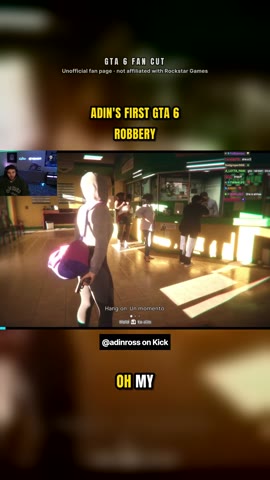 GTA 6 FAN CUT
Unofficial fan page - not affiliated with Rockstar Games
ADIN'S FIRST GTA 6
ROBBERY
Hang on un momento
@adinross on Kick
OH MY